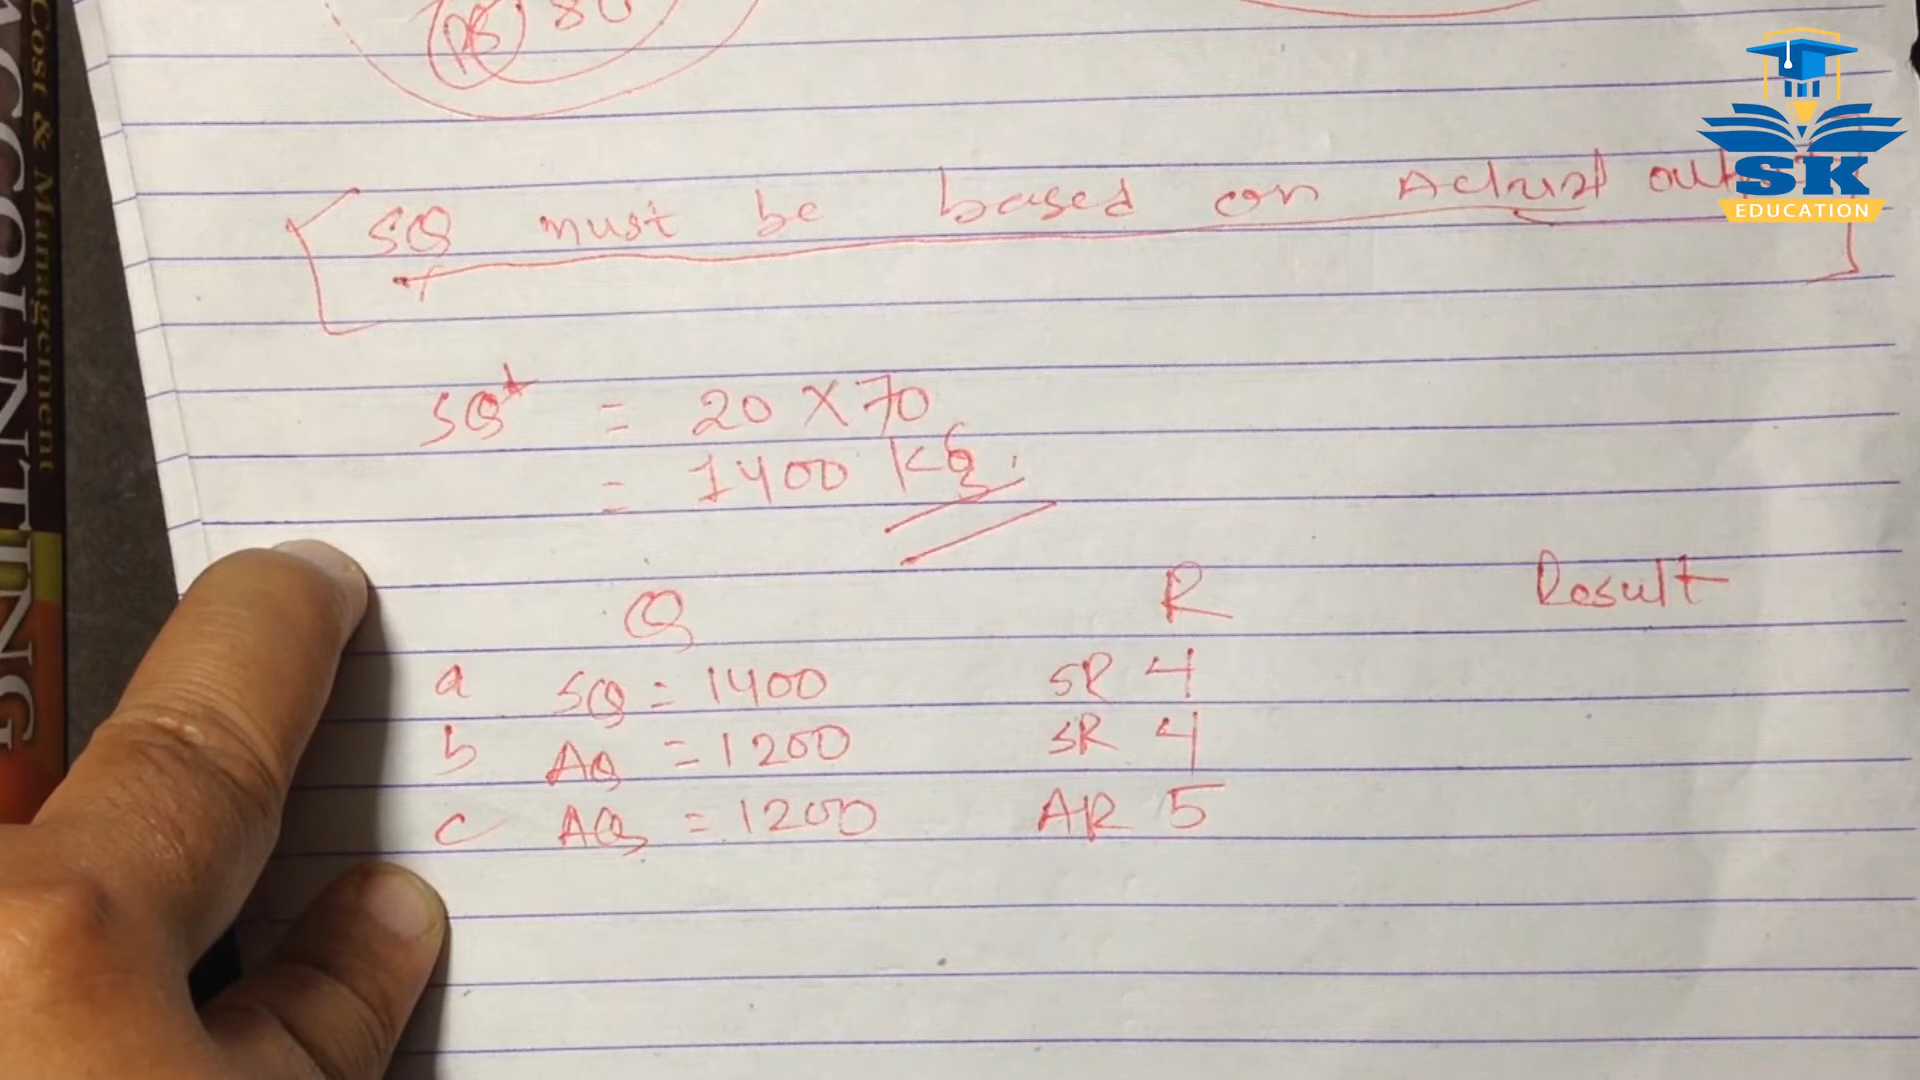 Cost & Management
ACCOUNTING
80
SK
EDUCATION
SQ must be based on Actual
SQ = 20 X 70
= 1400 KG.
Q R Result
a SQ = 1400 SR 4
b AQ = 1200 SR 4
c AQ = 1200 AR 5